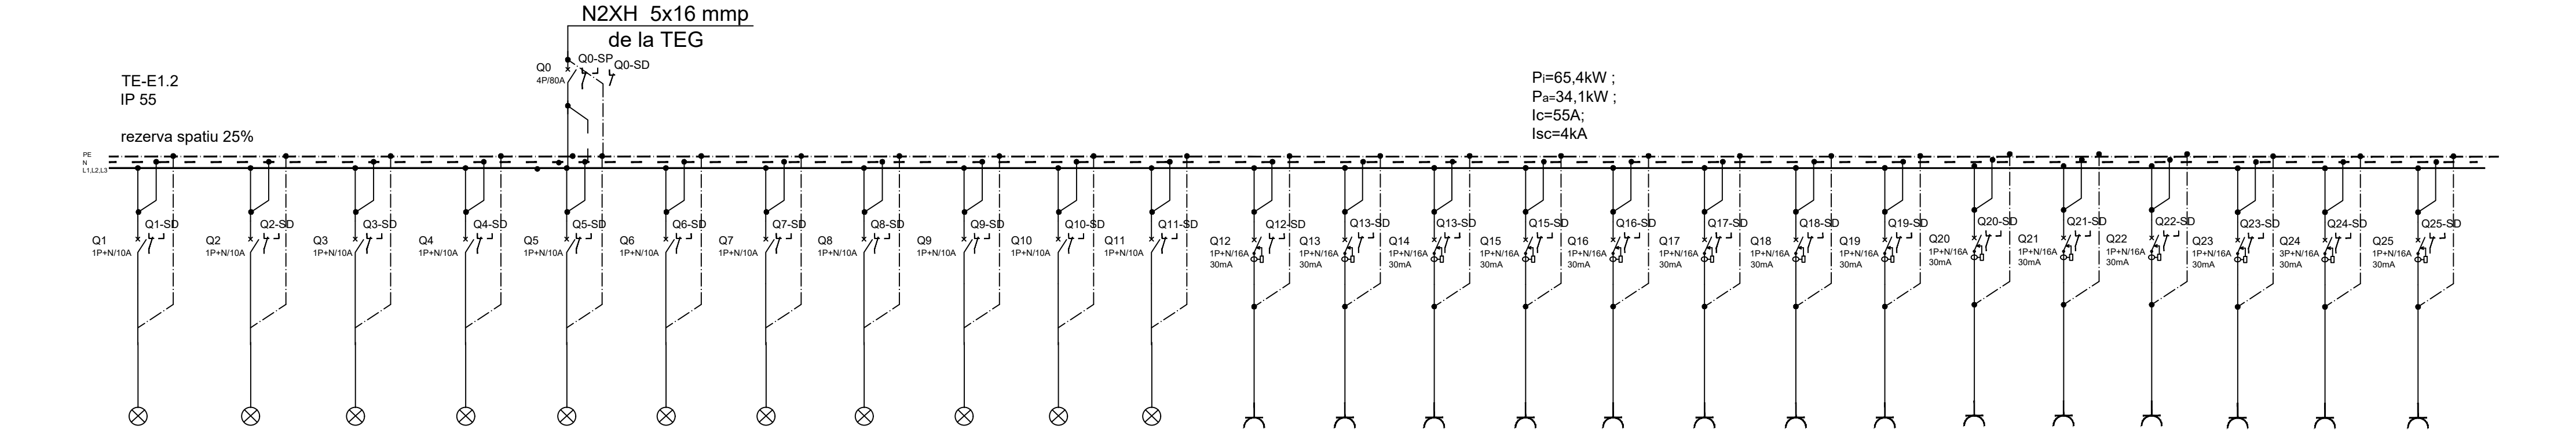 N2XH 5x16 mmp
de la TEG
Q0-SP
Q0-SD
Q0
4P/80A
TE-E1.2
IP 55
rezerva spatiu 25%
Pi=65,4kW ;
Pa=34,1kW ;
Ic=55A;
Isc=4kA
PE
N
L1,L2,L3
Q1-SD
Q1
1P+N/10A
Q2-SD
Q2
1P+N/10A
Q3-SD
Q3
1P+N/10A
Q4-SD
Q4
1P+N/10A
Q5-SD
Q5
1P+N/10A
Q6-SD
Q6
1P+N/10A
Q7-SD
Q7
1P+N/10A
Q8-SD
Q8
1P+N/10A
Q9-SD
Q9
1P+N/10A
Q10-SD
Q10
1P+N/10A
Q11-SD
Q11
1P+N/10A
Q12-SD
Q12
1P+N/16A
30mA
Q13-SD
Q13
1P+N/16A
30mA
Q13-SD
Q14
1P+N/16A
30mA
Q15-SD
Q15
1P+N/16A
30mA
Q16-SD
Q16
1P+N/16A
30mA
Q17-SD
Q17
1P+N/16A
30mA
Q18-SD
Q18
1P+N/16A
30mA
Q19-SD
Q19
1P+N/16A
30mA
Q20-SD
Q20
1P+N/16A
30mA
Q21-SD
Q21
1P+N/16A
30mA
Q22-SD
Q22
1P+N/16A
30mA
Q23-SD
Q23
1P+N/16A
30mA
Q24-SD
Q24
3P+N/16A
30mA
Q25-SD
Q25
1P+N/16A
30mA